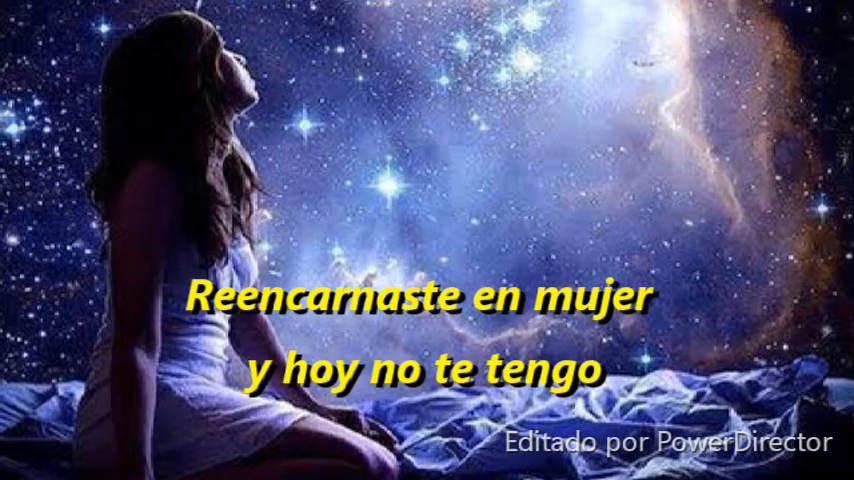 Reencarnaste en mujer
y hoy no te tengo
Editado por PowerDirector